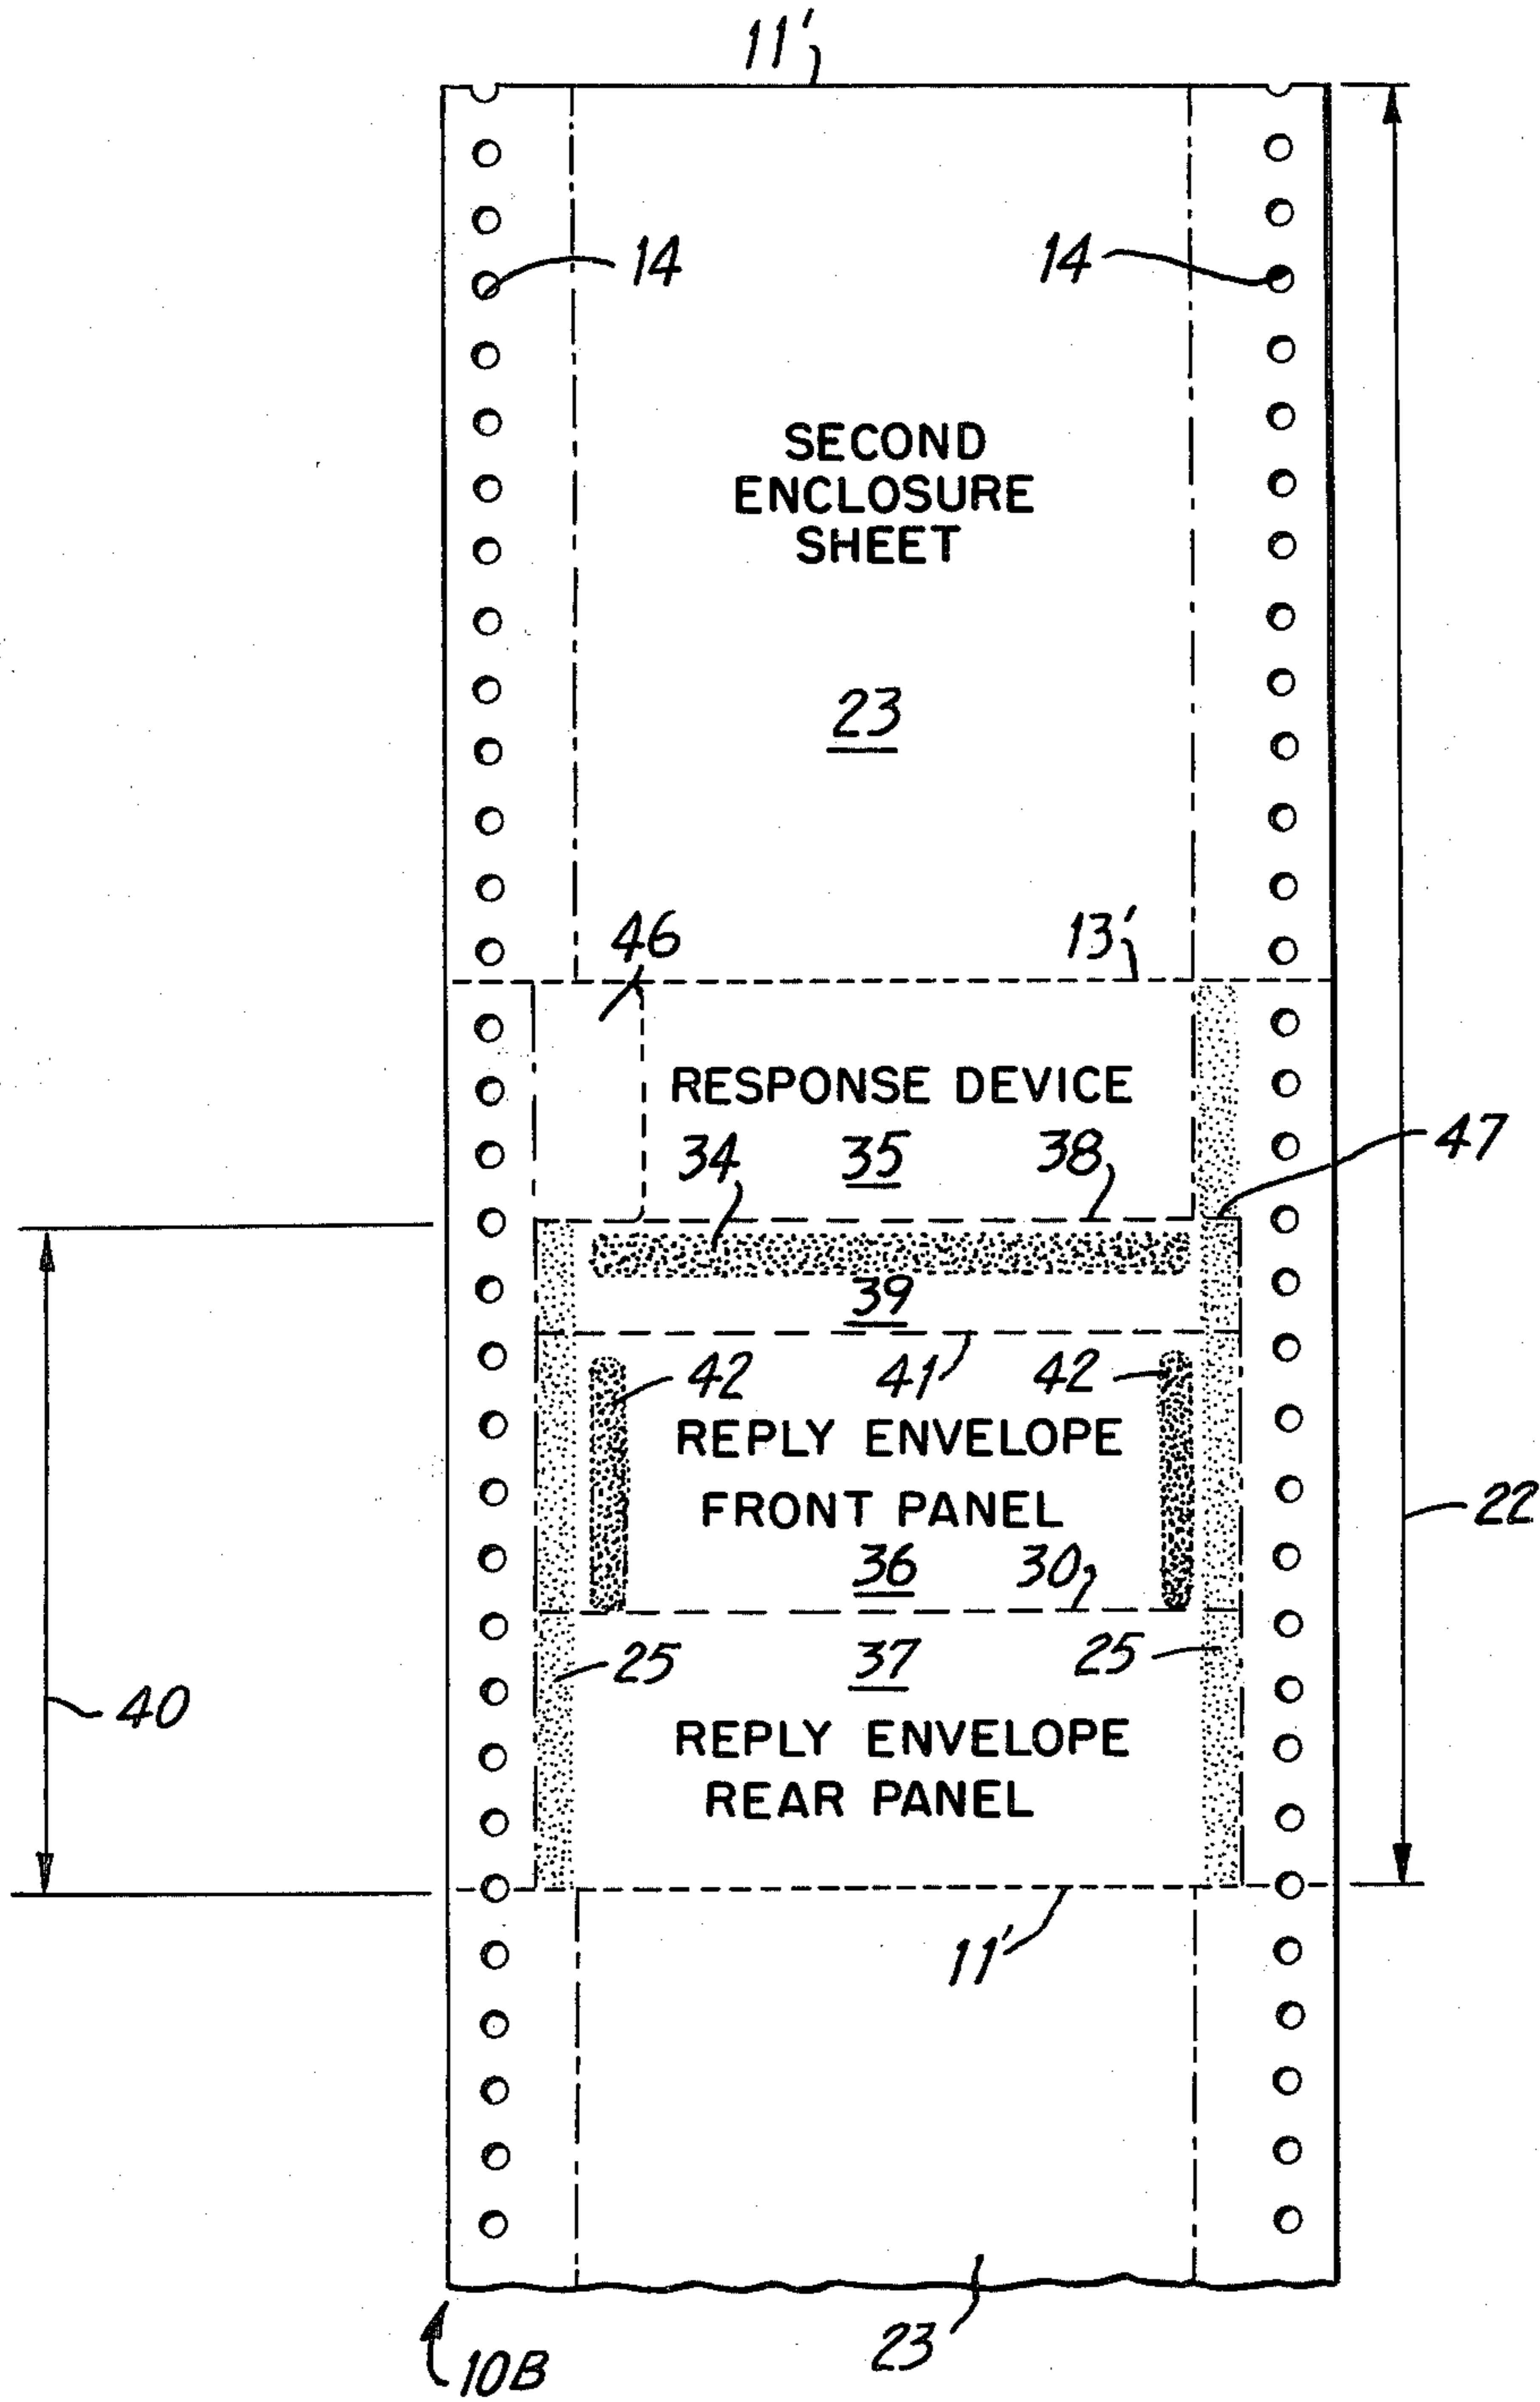 11'
14
14
SECOND
ENCLOSURE
SHEET
23
46
13'
RESPONSE DEVICE
34
35
38
47
39
42
41
42
REPLY ENVELOPE
FRONT PANEL
22
36
30
25
37
25
40
REPLY ENVELOPE
REAR PANEL
11'
23
10B